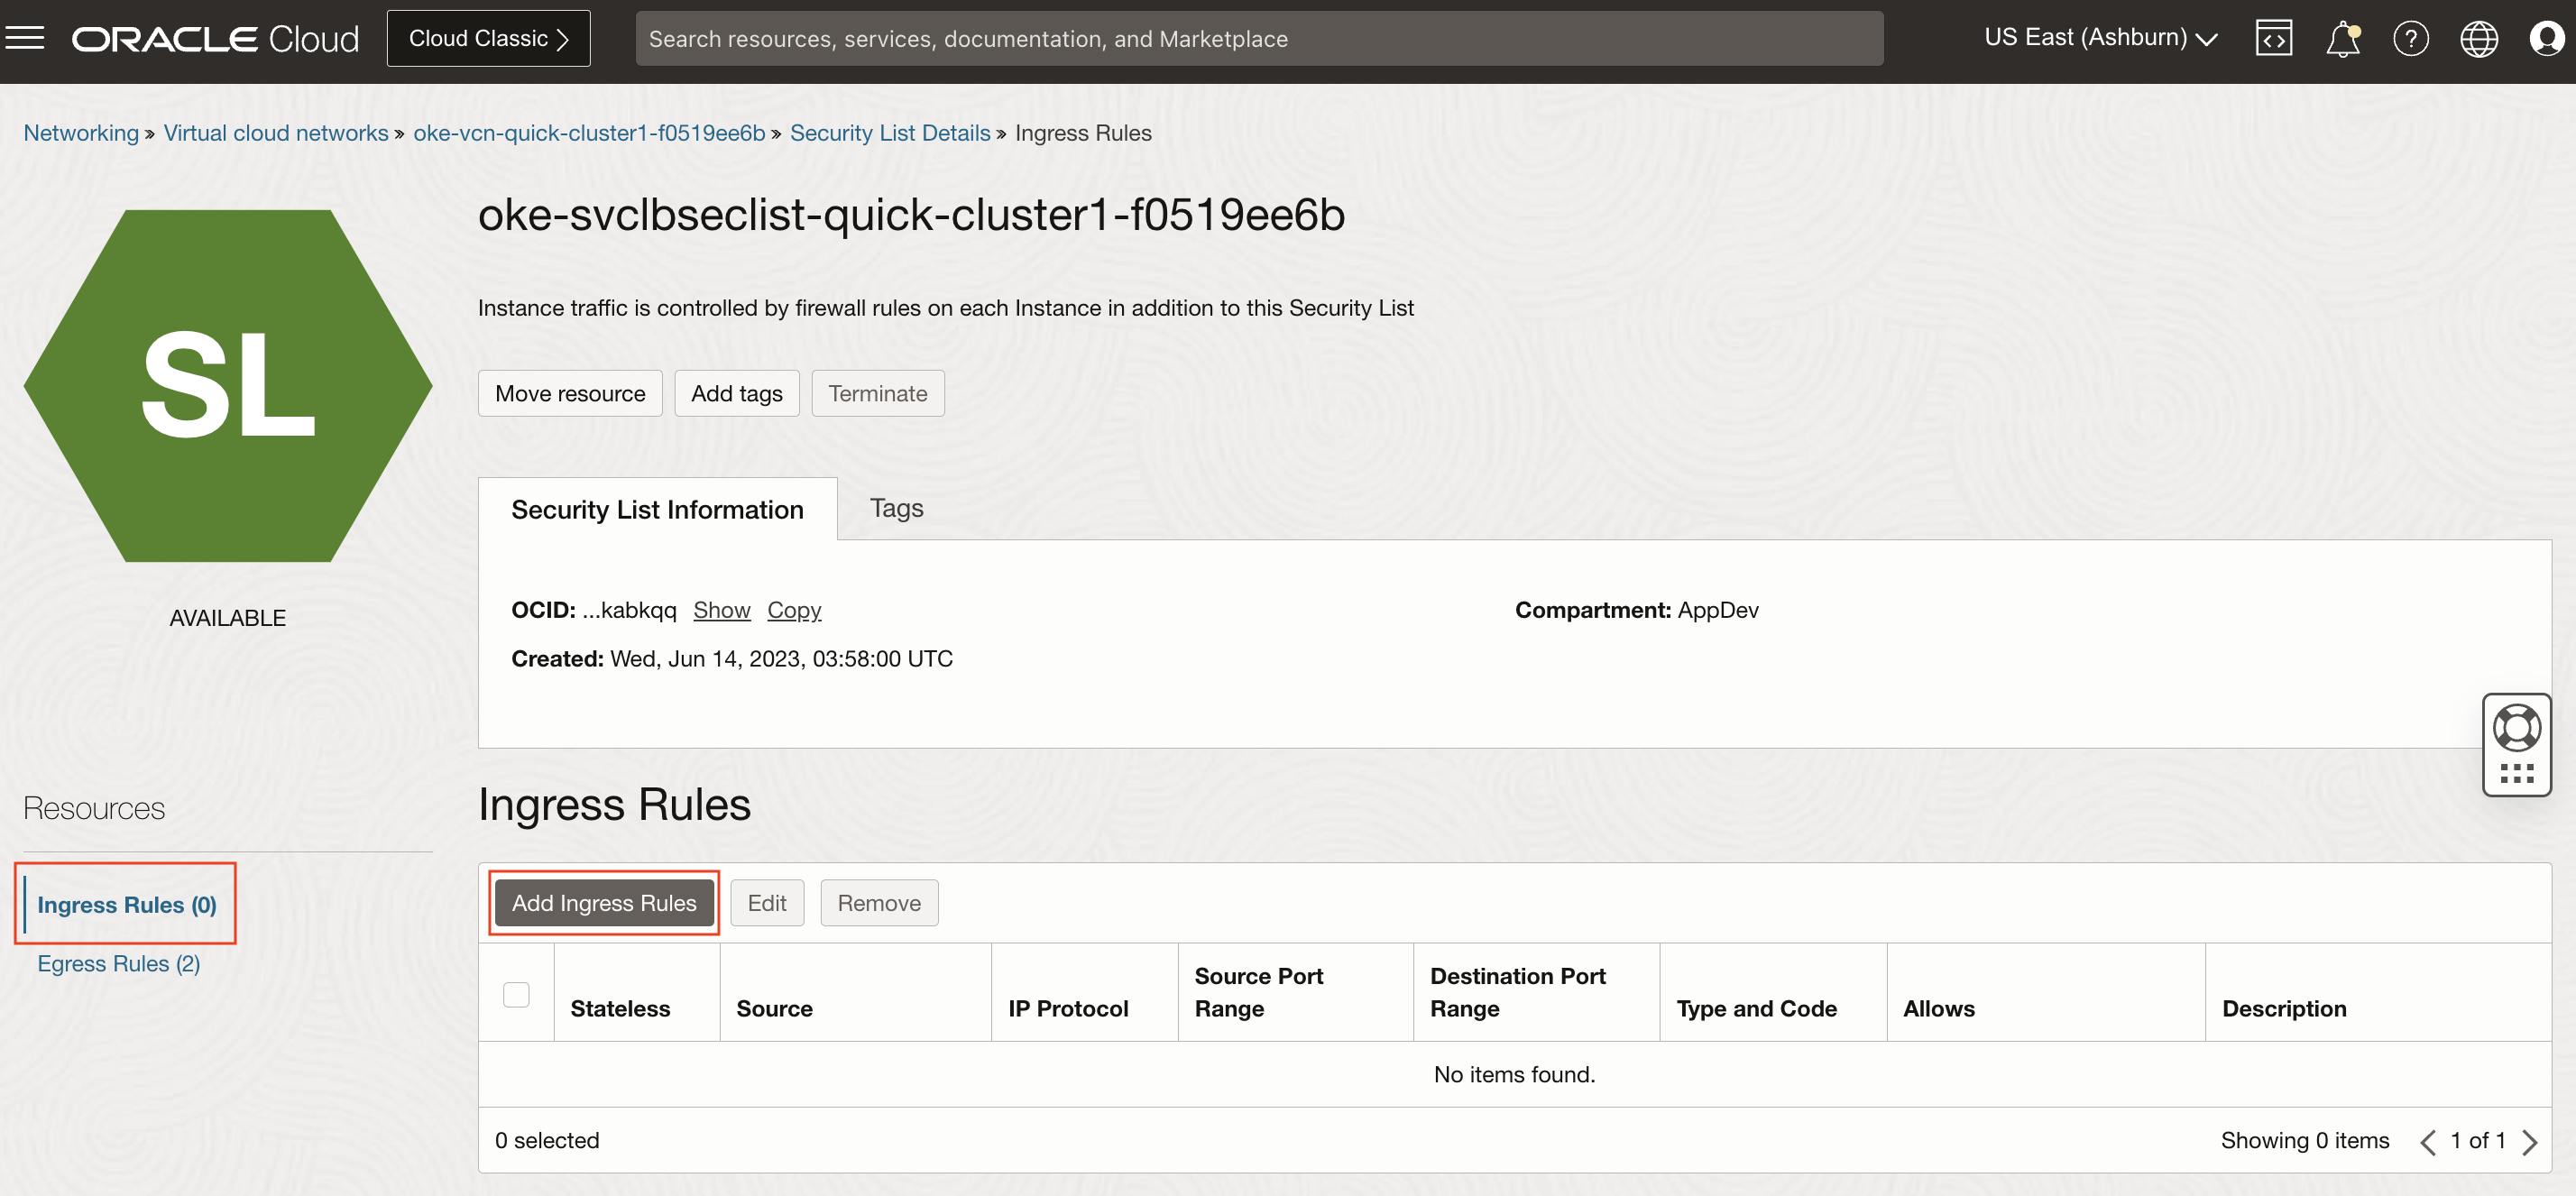 ORACLE Cloud
Cloud Classic
Search resources, services, documentation, and Marketplace
US East (Ashburn)
Networking » Virtual cloud networks » oke-vcn-quick-cluster1-f0519ee6b » Security List Details » Ingress Rules
SL
AVAILABLE
oke-svclbseclist-quick-cluster1-f0519ee6b
Instance traffic is controlled by firewall rules on each Instance in addition to this Security List
Move resource Add tags Terminate
Security List Information Tags
OCID: ...kabkqq Show Copy
Compartment: AppDev
Created: Wed, Jun 14, 2023, 03:58:00 UTC
Resources
Ingress Rules (0)
Egress Rules (2)
Ingress Rules
Add Ingress Rules Edit Remove
Stateless
Source
IP Protocol
Source Port
Range
Destination Port
Range
Type and Code
Allows
Description
No items found.
0 selected
Showing 0 items < 1 of 1 >